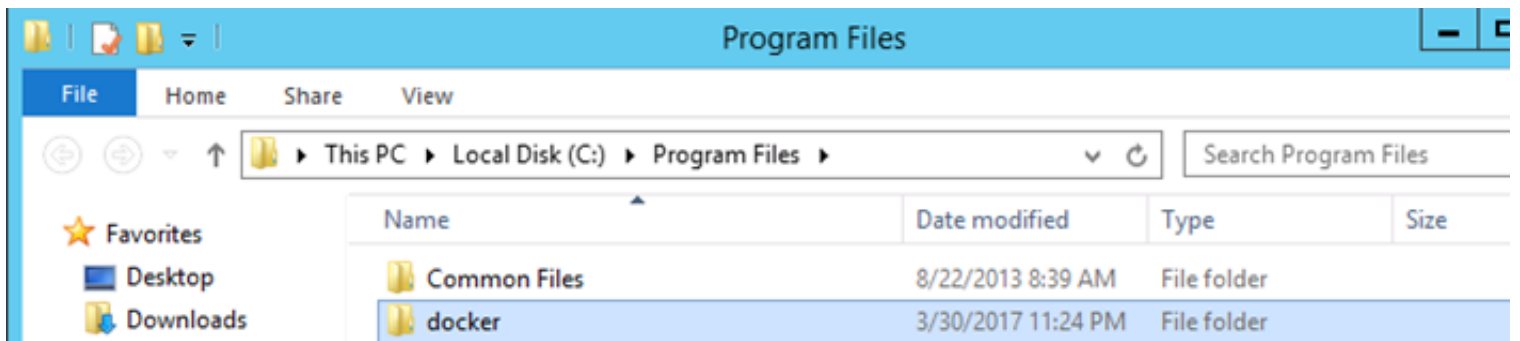 Program Files
File Home Share View
This PC Local Disk (C:) Program Files Search Program Files
Name Date modified Type Size
Favorites
Desktop Common Files 8/22/2013 8:39 AM File folder
Downloads docker 3/30/2017 11:24 PM File folder